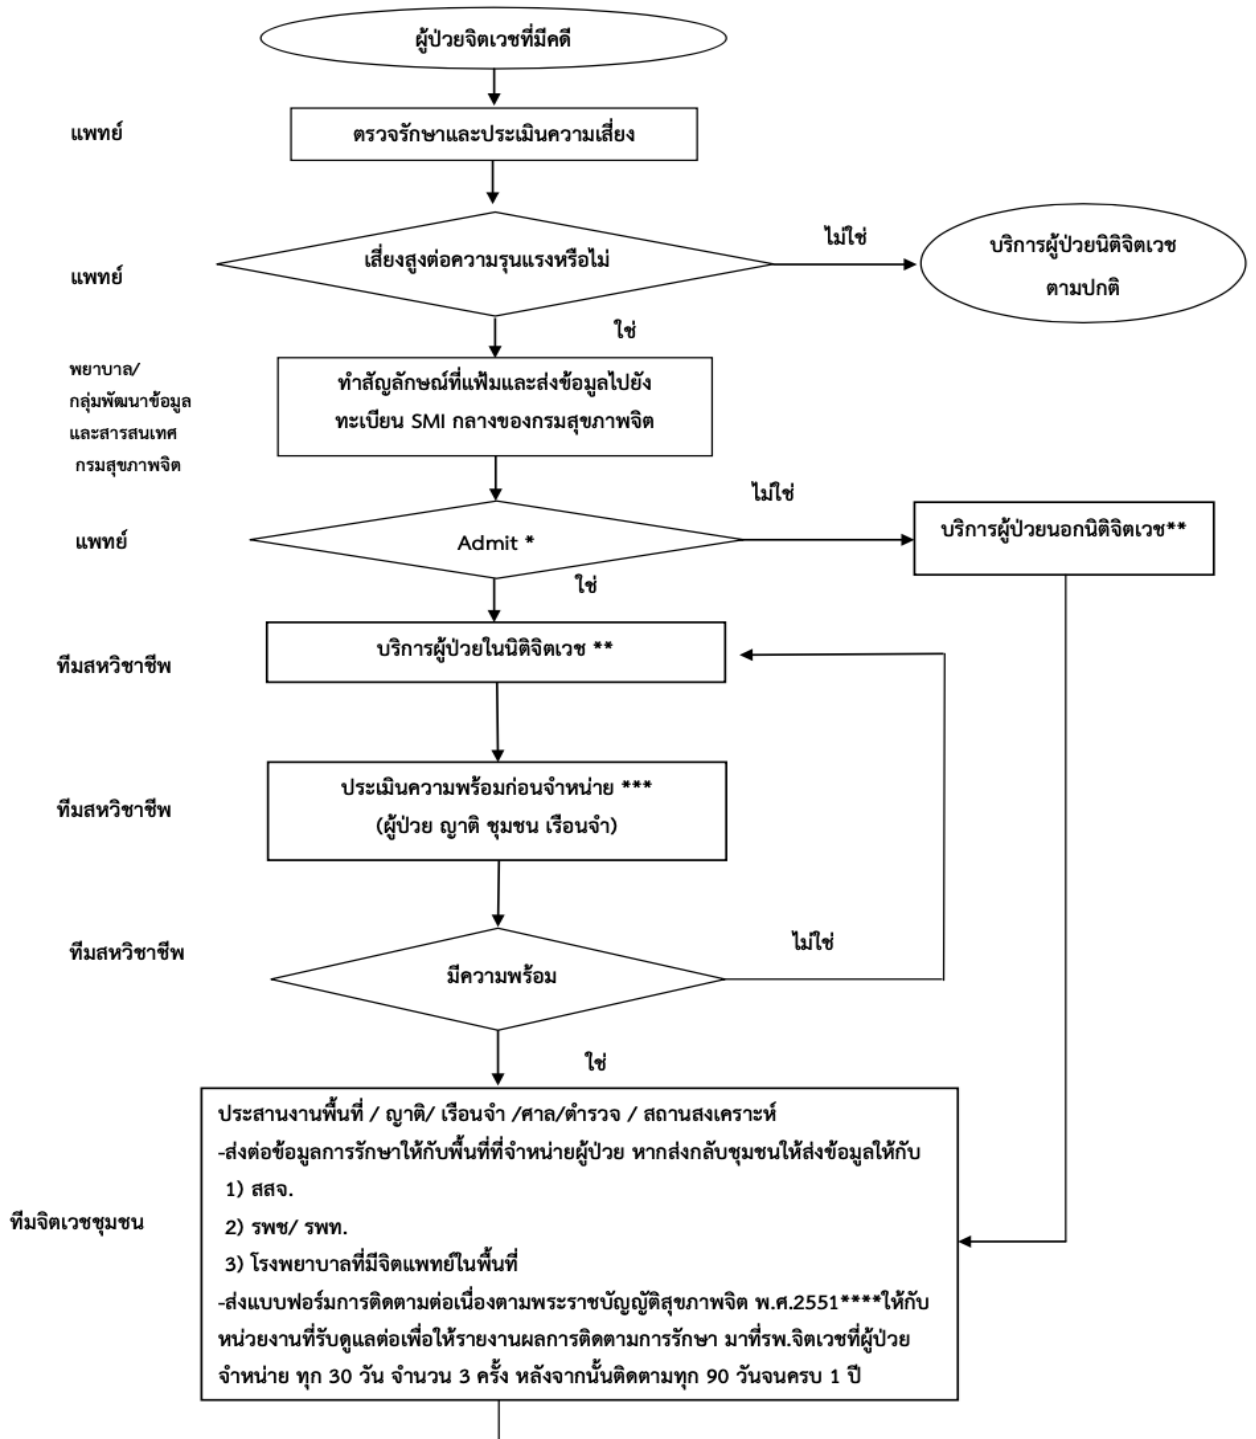 ผู้ป่วยจิตเวชที่มีคดี
แพทย์
ตรวจรักษาและประเมินความเสี่ยง
แพทย์
เสี่ยงสูงต่อความรุนแรงหรือไม่
ไม่ใช่
บริการผู้ป่วยนิติจิตเวช
ตามปกติ
ใช่
พยาบาล/
กลุ่มพัฒนาข้อมูล
และสารสนเทศ
กรมสุขภาพจิต
ทำสัญลักษณ์ที่แฟ้มและส่งข้อมูลไปยัง
ทะเบียน SMI กลางของกรมสุขภาพจิต
แพทย์
Admit *
ไม่ใช่
บริการผู้ป่วยนอกนิติจิตเวช**
ใช่
ทีมสหวิชาชีพ
บริการผู้ป่วยในนิติจิตเวช **
ทีมสหวิชาชีพ
ประเมินความพร้อมก่อนจำหน่าย ***
(ผู้ป่วย ญาติ ชุมชน เรือนจำ)
ทีมสหวิชาชีพ
มีความพร้อม
ไม่ใช่
ใช่
ทีมจิตเวชชุมชน
ประสานงานพื้นที่ / ญาติ/ เรือนจำ /ศาล/ตำรวจ / สถานสงเคราะห์
-ส่งต่อข้อมูลการรักษาให้กับพื้นที่ที่จำหน่ายผู้ป่วย หากส่งกลับชุมชนให้ส่งข้อมูลให้กับ
1) สสจ.
2) รพช/ รพท.
3) โรงพยาบาลที่มีจิตแพทย์ในพื้นที่
-ส่งแบบฟอร์มการติดตามต่อเนื่องตามพระราชบัญญัติสุขภาพจิต พ.ศ.2551****ให้กับ
หน่วยงานที่รับดูแลต่อเพื่อให้รายงานผลการติดตามการรักษา มาที่รพ.จิตเวชที่ผู้ป่วย
จำหน่าย ทุก 30 วัน จำนวน 3 ครั้ง หลังจากนั้นติดตามทุก 90 วันจนครบ 1 ปี